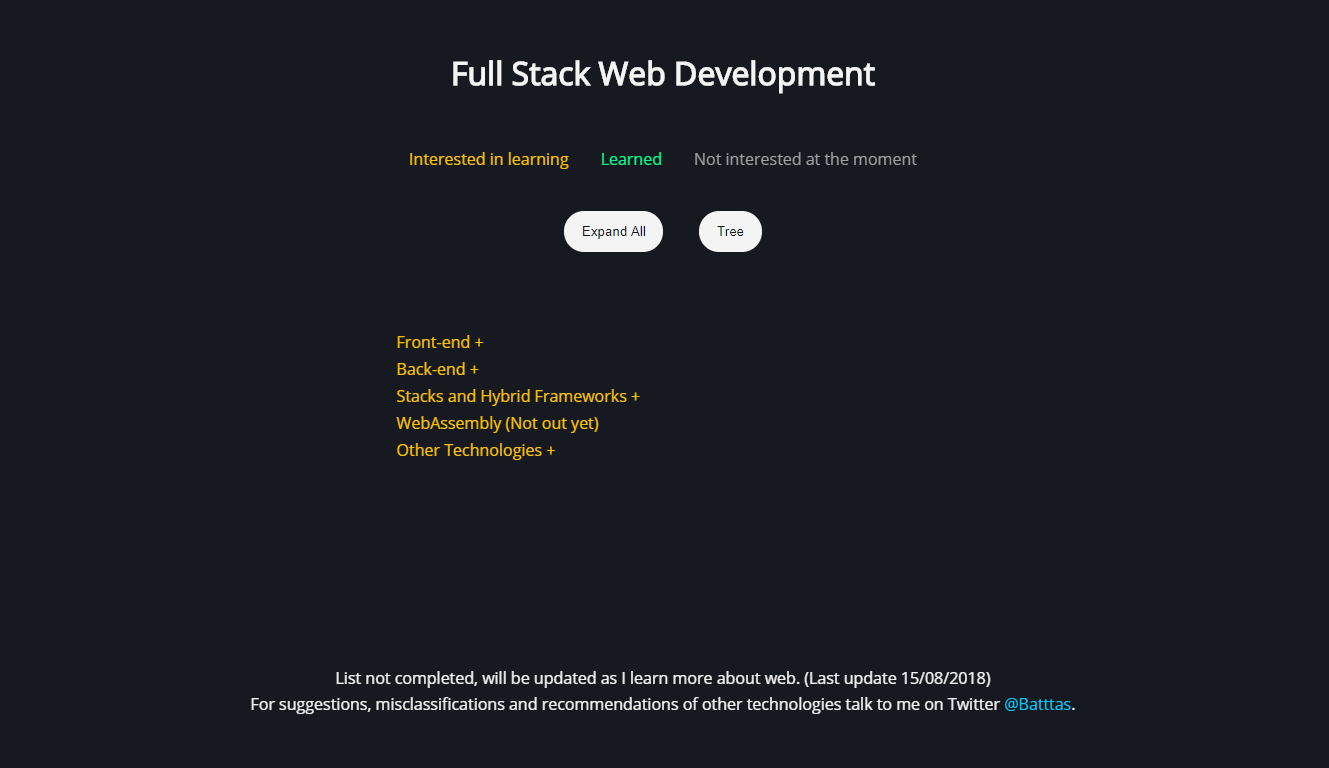 Full Stack Web Development
Interested in learning Learned Not interested at the moment
Expand All Tree
Front-end +
Back-end +
Stacks and Hybrid Frameworks +
WebAssembly (Not out yet)
Other Technologies +
List not completed, will be updated as I learn more about web. (Last update 15/08/2018)
For suggestions, misclassifications and recommendations of other technologies talk to me on Twitter @Batttas.